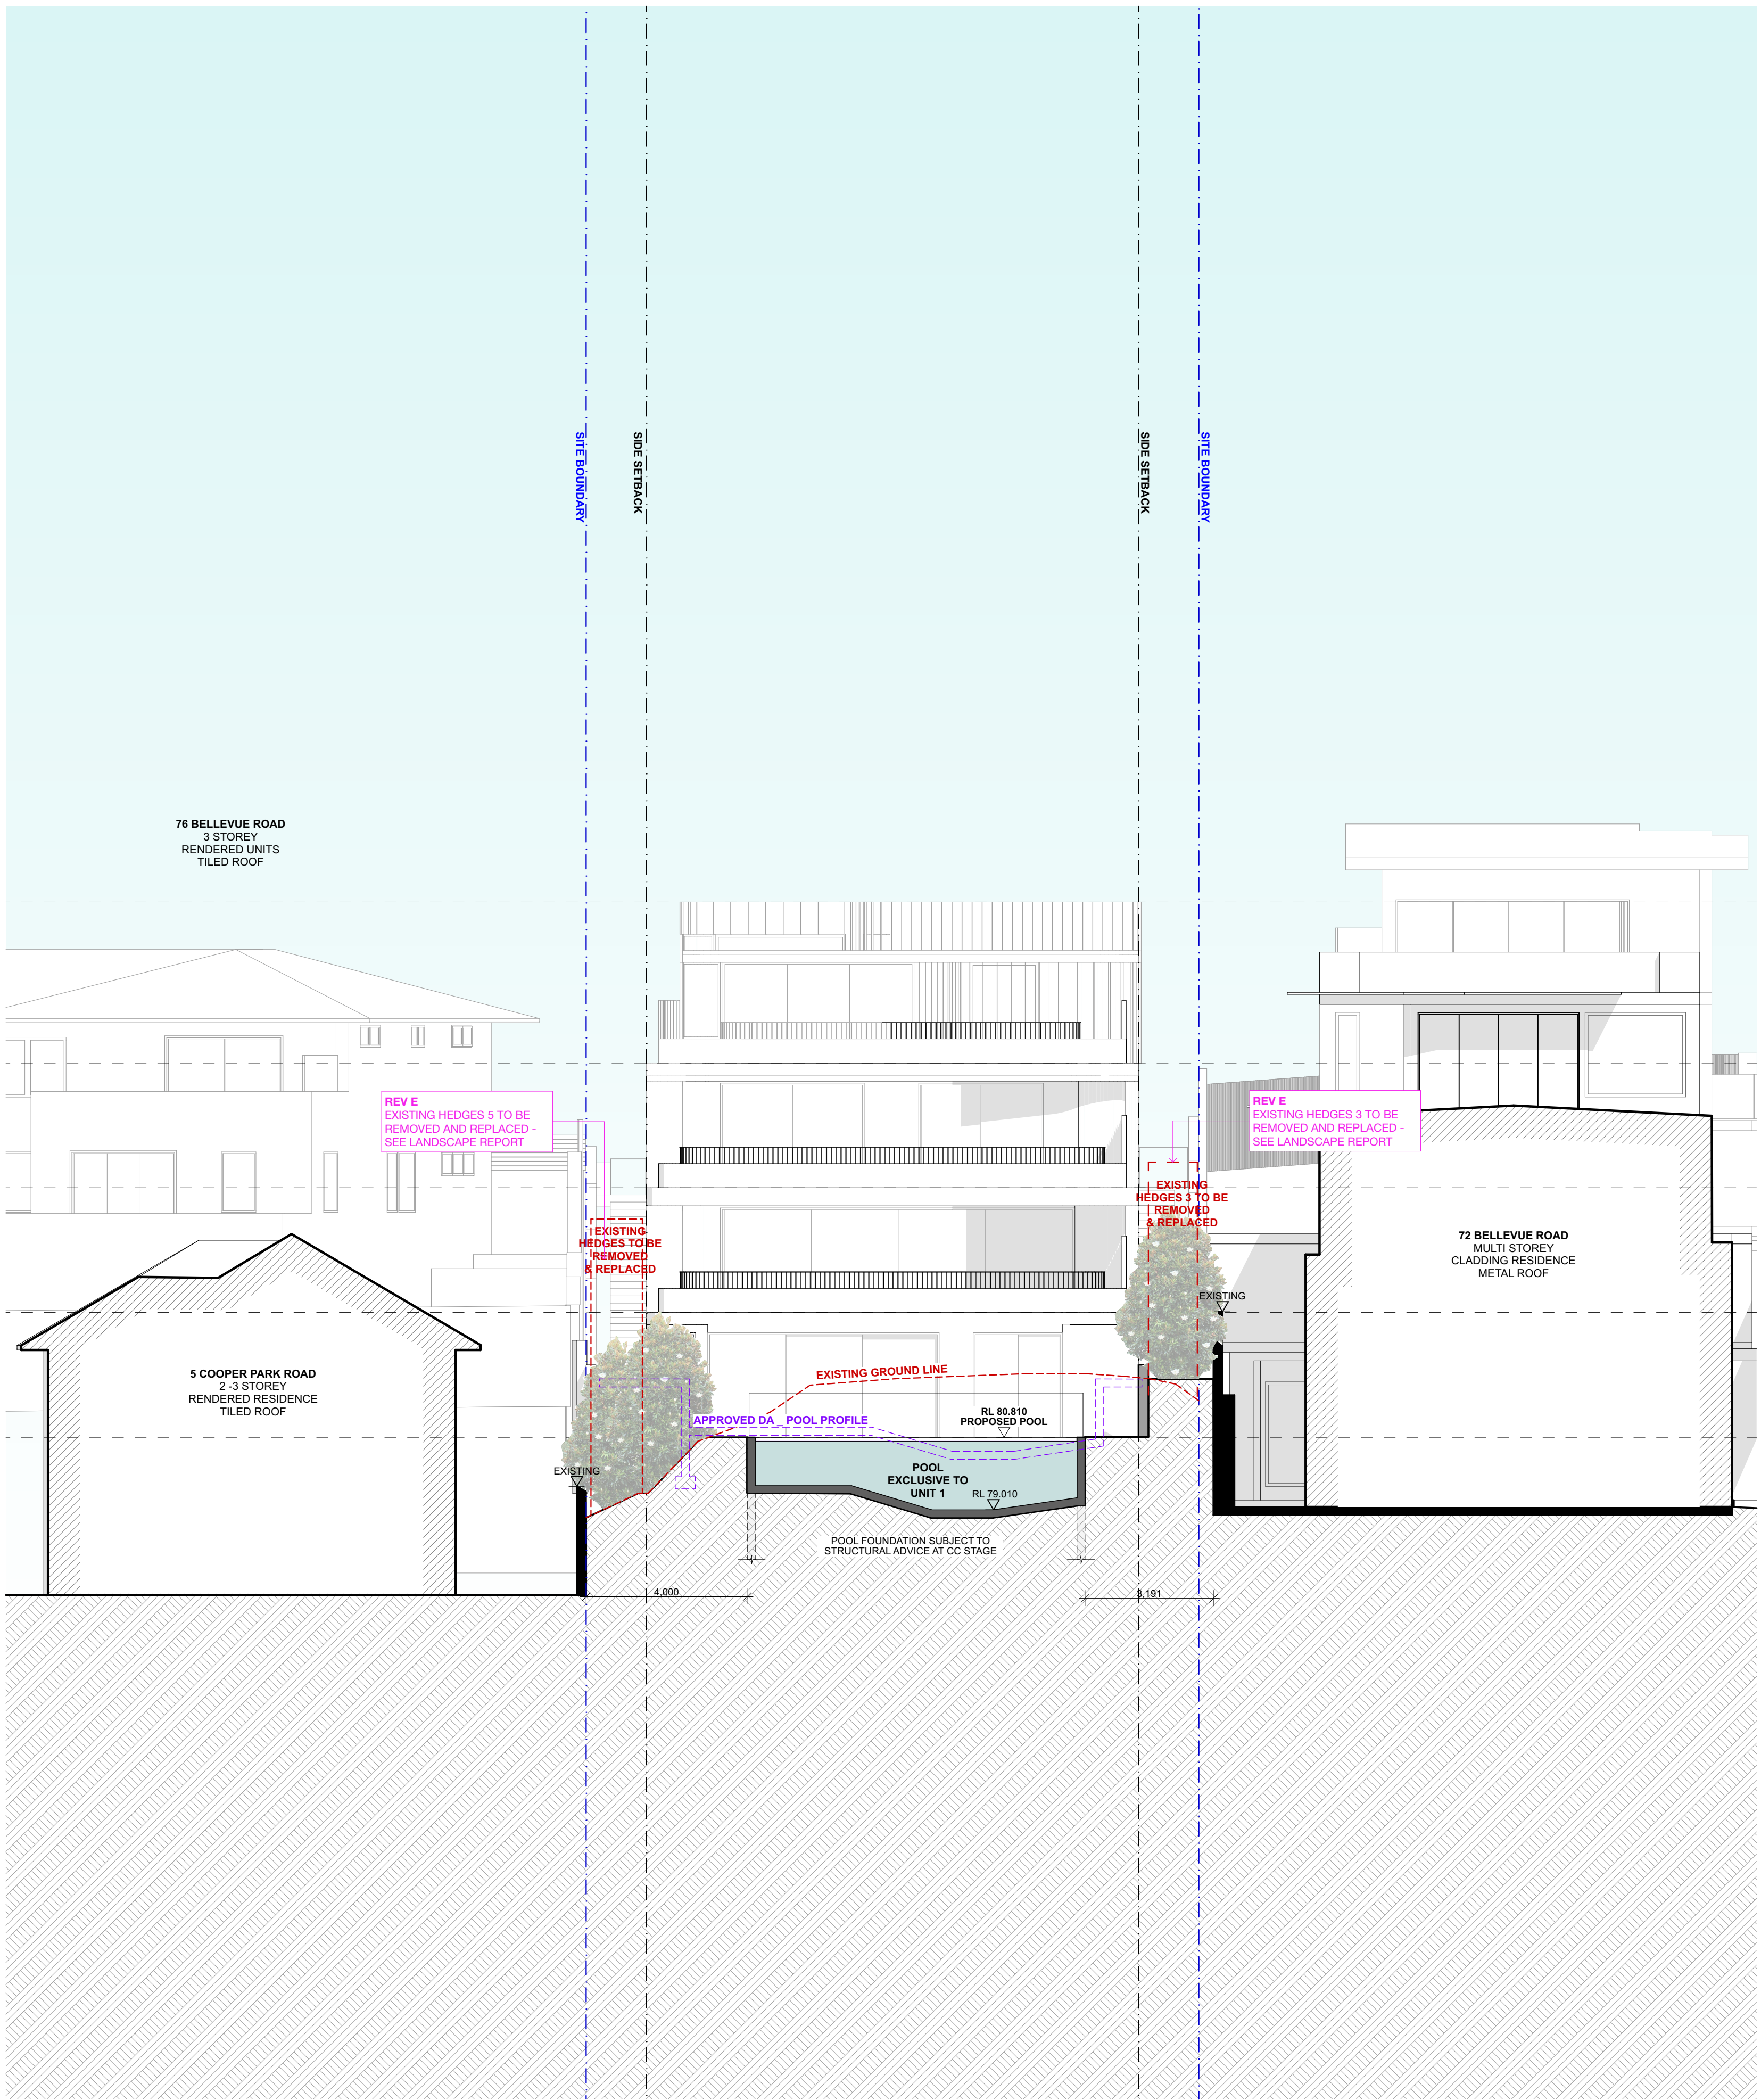 SITE BOUNDARY
SIDE SETBACK
SIDE SETBACK
SITE BOUNDARY
76 BELLEVUE ROAD
3 STOREY
RENDERED UNITS
TILED ROOF
REV E
EXISTING HEDGES 5 TO BE
REMOVED AND REPLACED -
SEE LANDSCAPE REPORT
REV E
EXISTING HEDGES 3 TO BE
REMOVED AND REPLACED -
SEE LANDSCAPE REPORT
EXISTING
HEDGES 3 TO BE
REMOVED
& REPLACED
EXISTING
HEDGES TO BE
REMOVED
& REPLACED
72 BELLEVUE ROAD
MULTI STOREY
CLADDING RESIDENCE
METAL ROOF
EXISTING
5 COOPER PARK ROAD
2 -3 STOREY
RENDERED RESIDENCE
TILED ROOF
EXISTING GROUND LINE
APPROVED DA _ POOL PROFILE
RL 80.810
PROPOSED POOL
EXISTING
POOL
EXCLUSIVE TO
UNIT 1
RL 79.010
POOL FOUNDATION SUBJECT TO
STRUCTURAL ADVICE AT CC STAGE
4,000
3,191